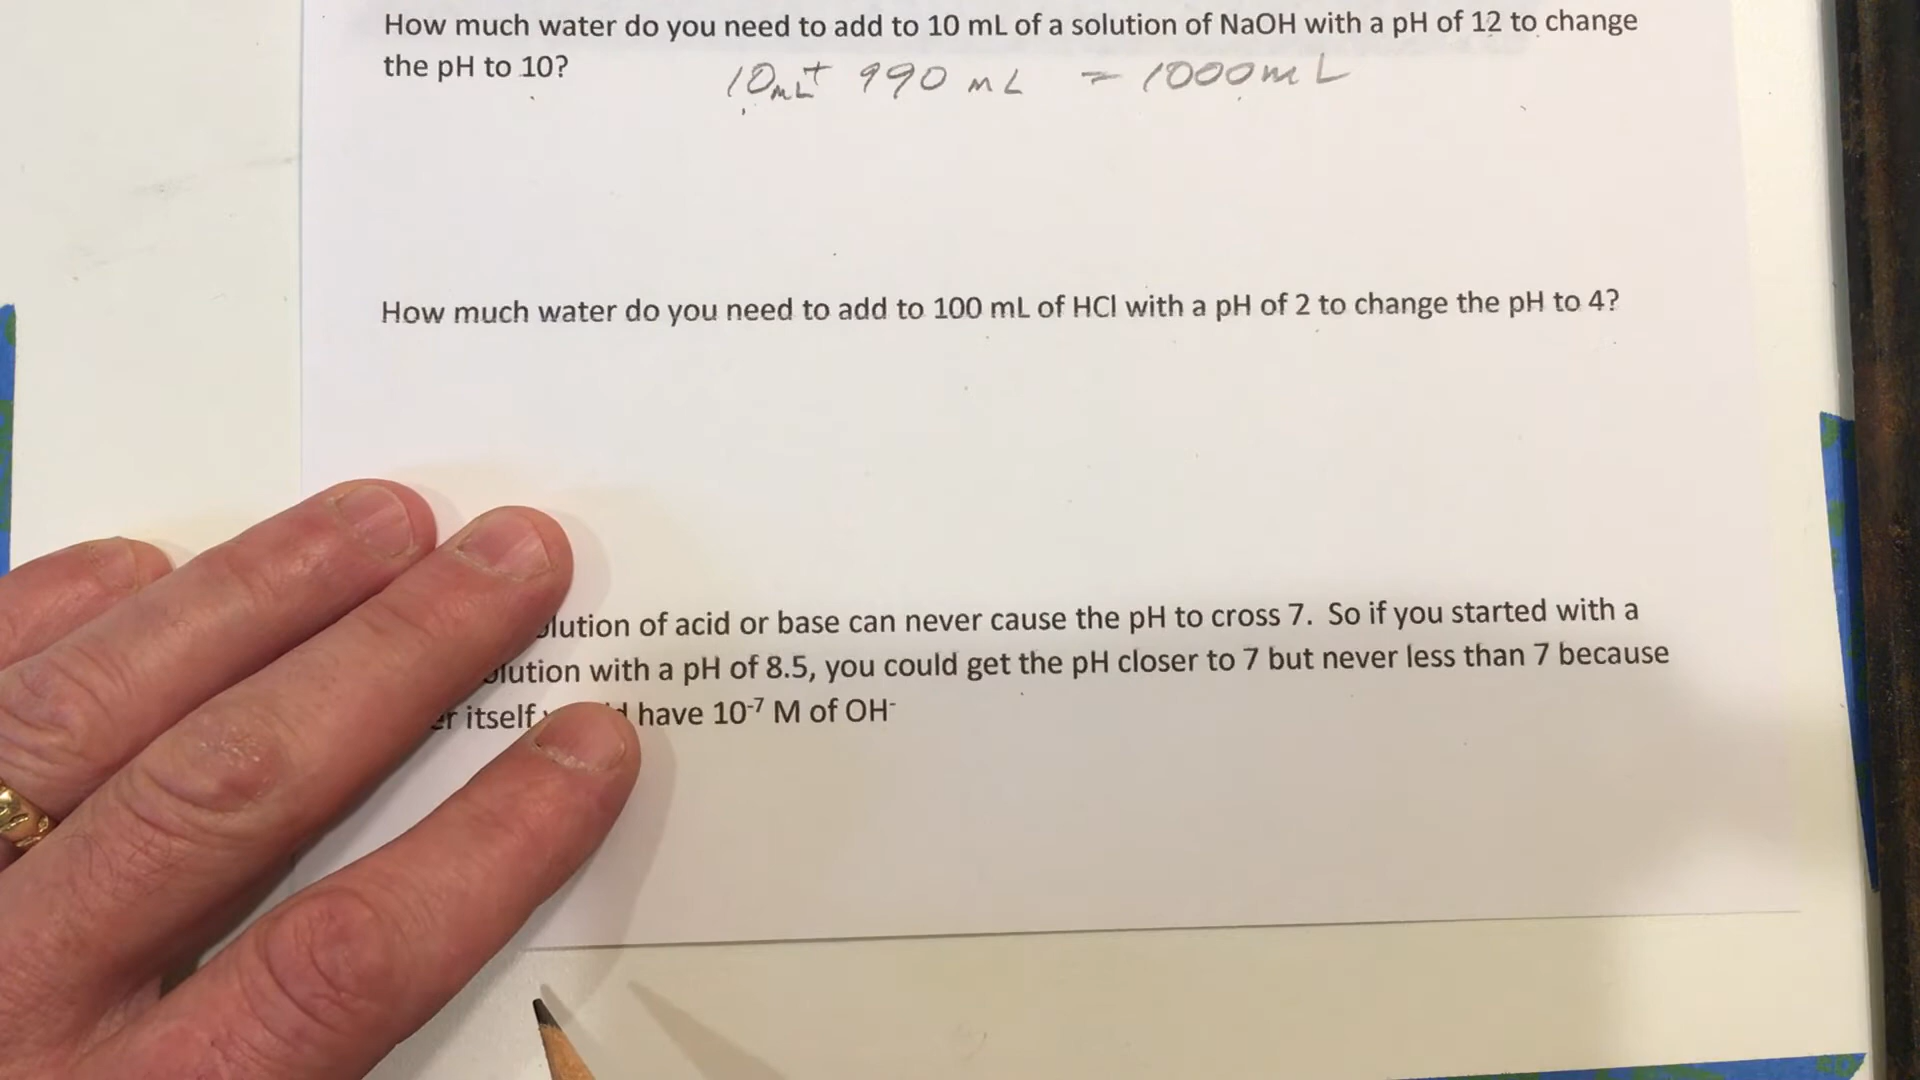 How much water do you need to add to 10 mL of a solution of NaOH with a pH of 12 to change
the pH to 10? 10mL + 990 mL = 1000mL
How much water do you need to add to 100 mL of HCl with a pH of 2 to change the pH to 4?
of acid or base can never cause the pH to cross 7. So if you started with a
with a pH of 8.5, you could get the pH closer to 7 but never less than 7 because
itself have 10⁻⁷ M of OH⁻